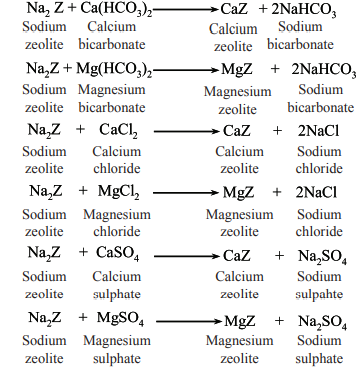 Na₂ Z + Ca(HCO₃)₂ ⟶ CaZ + 2NaHCO₃
Sodium Calcium Calcium Sodium
zeolite bicarbonate zeolite bicarbonate
Na₂Z + Mg(HCO₃)₂ ⟶ MgZ + 2NaHCO₃
Sodium Magnesium Magnesium Sodium
zeolite bicarbonate zeolite bicarbonate
Na₂Z + CaCl₂ ⟶ CaZ + 2NaCl
Sodium Calcium Calcium Sodium
zeolite chloride zeolite chloride
Na₂Z + MgCl₂ ⟶ MgZ + 2NaCl
Sodium Magnesium Magnesium Sodium
zeolite chloride zeolite chloride
Na₂Z + CaSO₄ ⟶ CaZ + Na₂SO₄
Sodium Calcium Calcium Sodium
zeolite sulphate zeolite sulpahte
Na₂Z + MgSO₄ ⟶ MgZ + Na₂SO₄
Sodium Magnesium Magnesium Sodium
zeolite sulphate zeolite sulphate